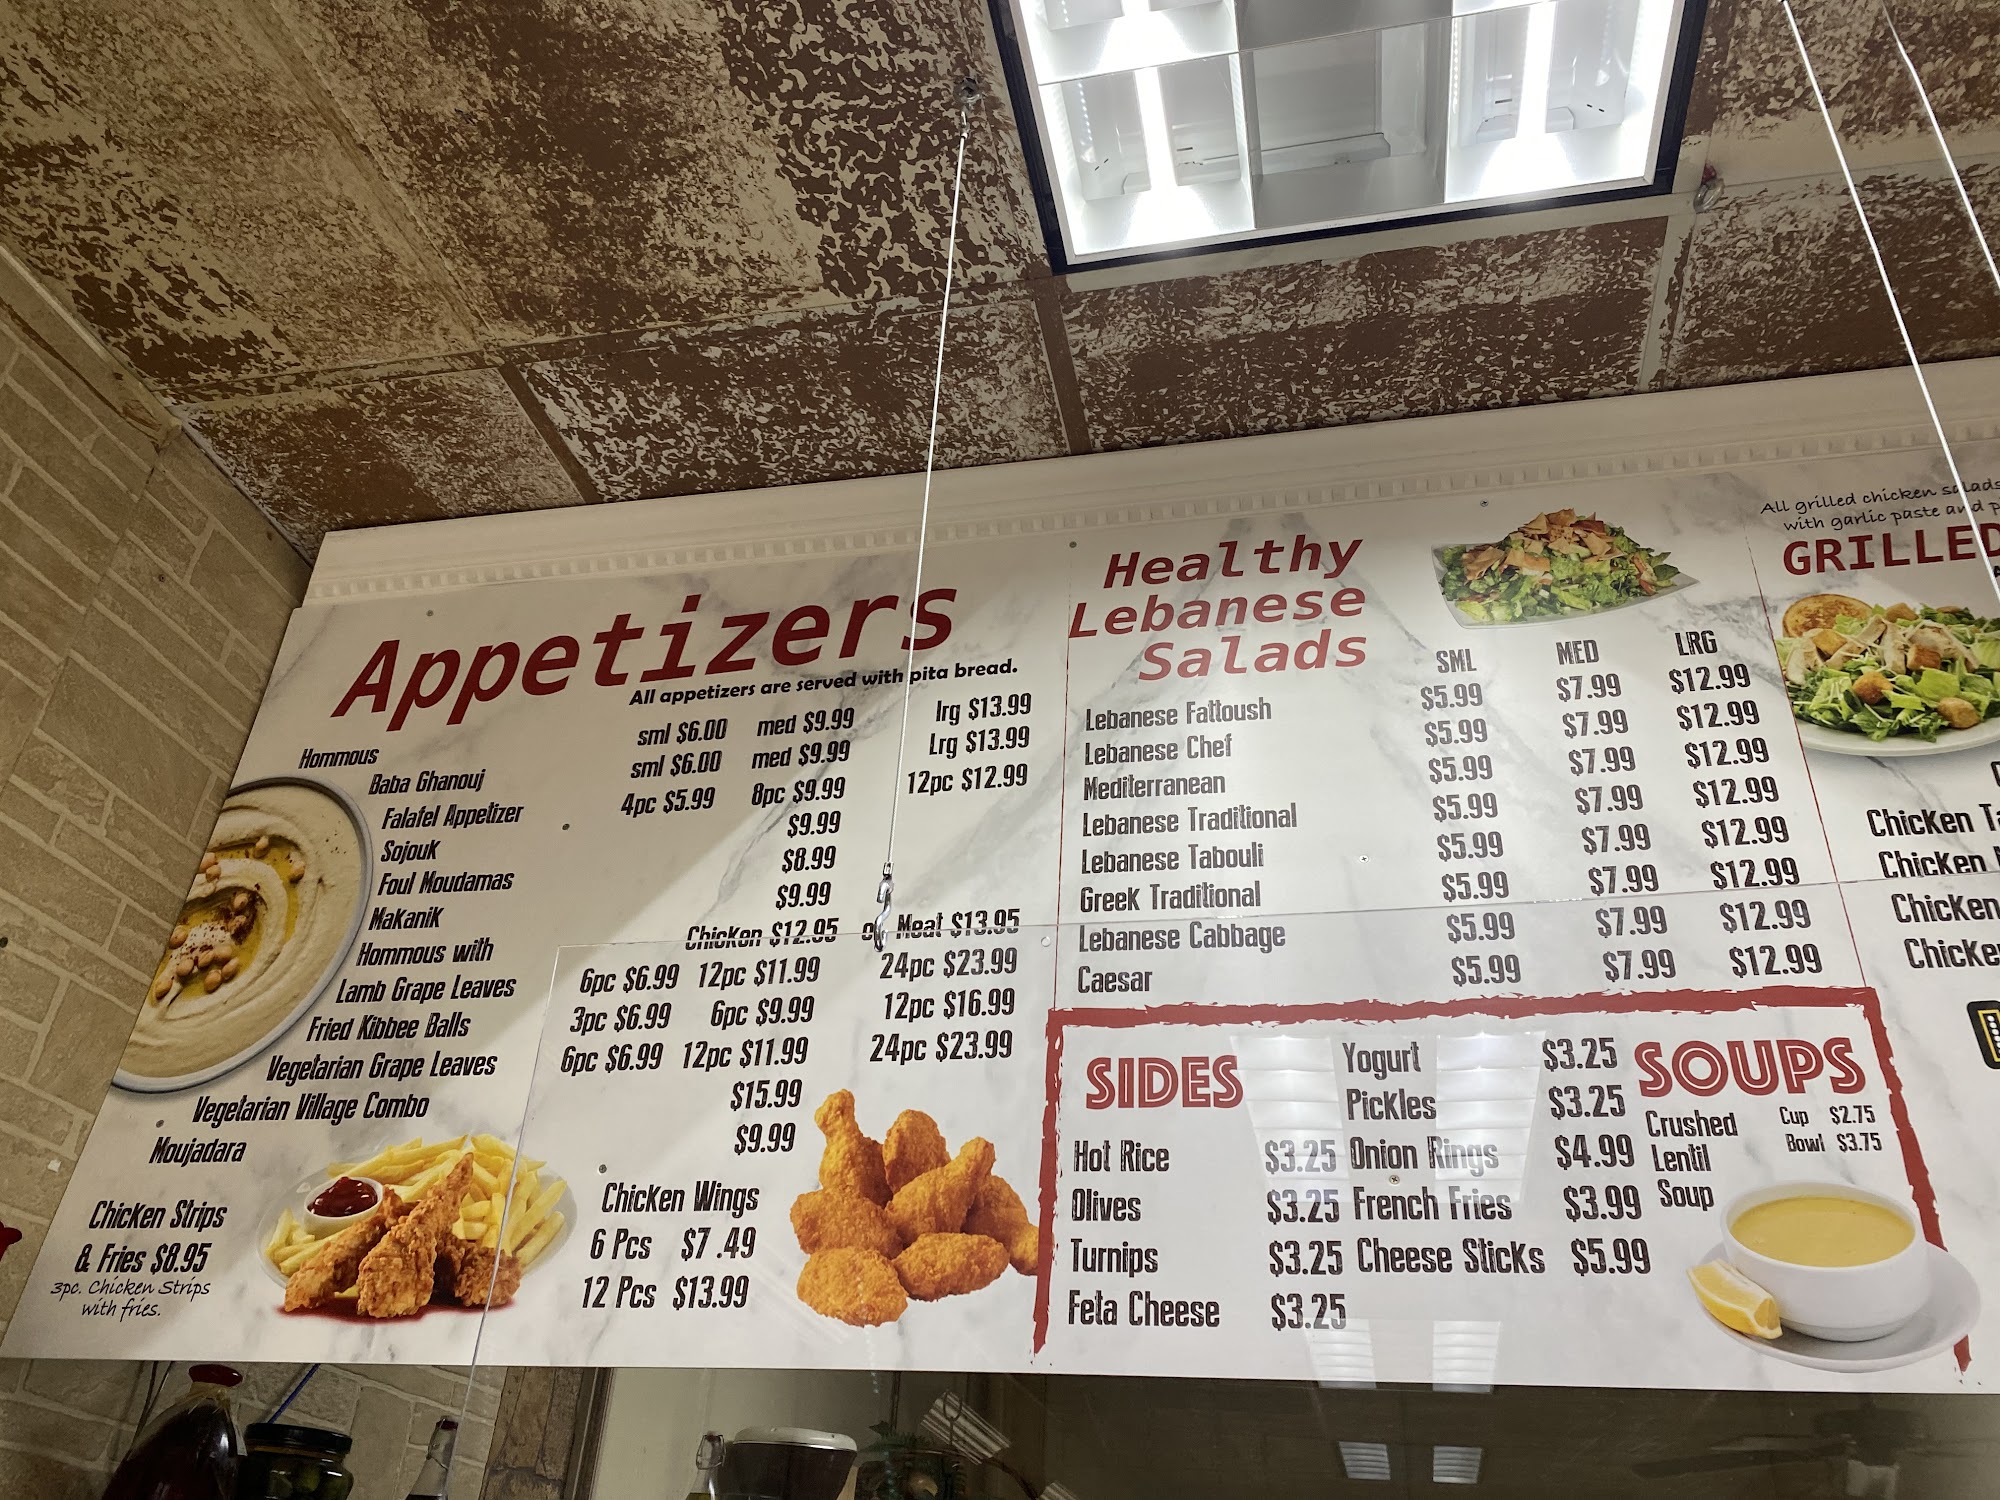 Appetizers
All appetizers are served with pita bread.
Hommous sml $6.00 med $9.99 lrg $13.99
Baba Ghanouj sml $6.00 med $9.99 Lrg $13.99
Falafel Appetizer 4pc $5.99 8pc $9.99 12pc $12.99
Sojouk $9.99
Foul Moudamas $8.99
Makanik $9.99
Hommous with Chicken $12.95 or Meat $13.95
Lamb Grape Leaves 6pc $6.99 12pc $11.99 24pc $23.99
Fried Kibbee Balls 3pc $6.99 6pc $9.99 12pc $16.99
Vegetarian Grape Leaves 6pc $6.99 12pc $11.99 24pc $23.99
Vegetarian Village Combo $15.99
Moujadara $9.99
Chicken Strips
& Fries $8.95
3pc. Chicken Strips
with fries.
Chicken Wings
6 Pcs $7.49
12 Pcs $13.99
Healthy
Lebanese
Salads
SML MED LRG
Lebanese Fattoush $5.99 $7.99 $12.99
Lebanese Chef $5.99 $7.99 $12.99
Mediterranean $5.99 $7.99 $12.99
Lebanese Traditional $5.99 $7.99 $12.99
Lebanese Tabouli $5.99 $7.99 $12.99
Greek Traditional $5.99 $7.99 $12.99
Lebanese Cabbage $5.99 $7.99 $12.99
Caesar $5.99 $7.99 $12.99
SIDES
Hot Rice $3.25
Olives $3.25
Turnips $3.25
Feta Cheese $3.25
Yogurt $3.25
Pickles $3.25
Onion Rings $4.99
French Fries $3.99
Cheese Sticks $5.99
SOUPS
Crushed
Lentil
Soup
Cup $2.75
Bowl $3.75
All grilled chicken salads
with garlic paste and
GRILLED
Chicken
Chicken
Chicken
Chicken